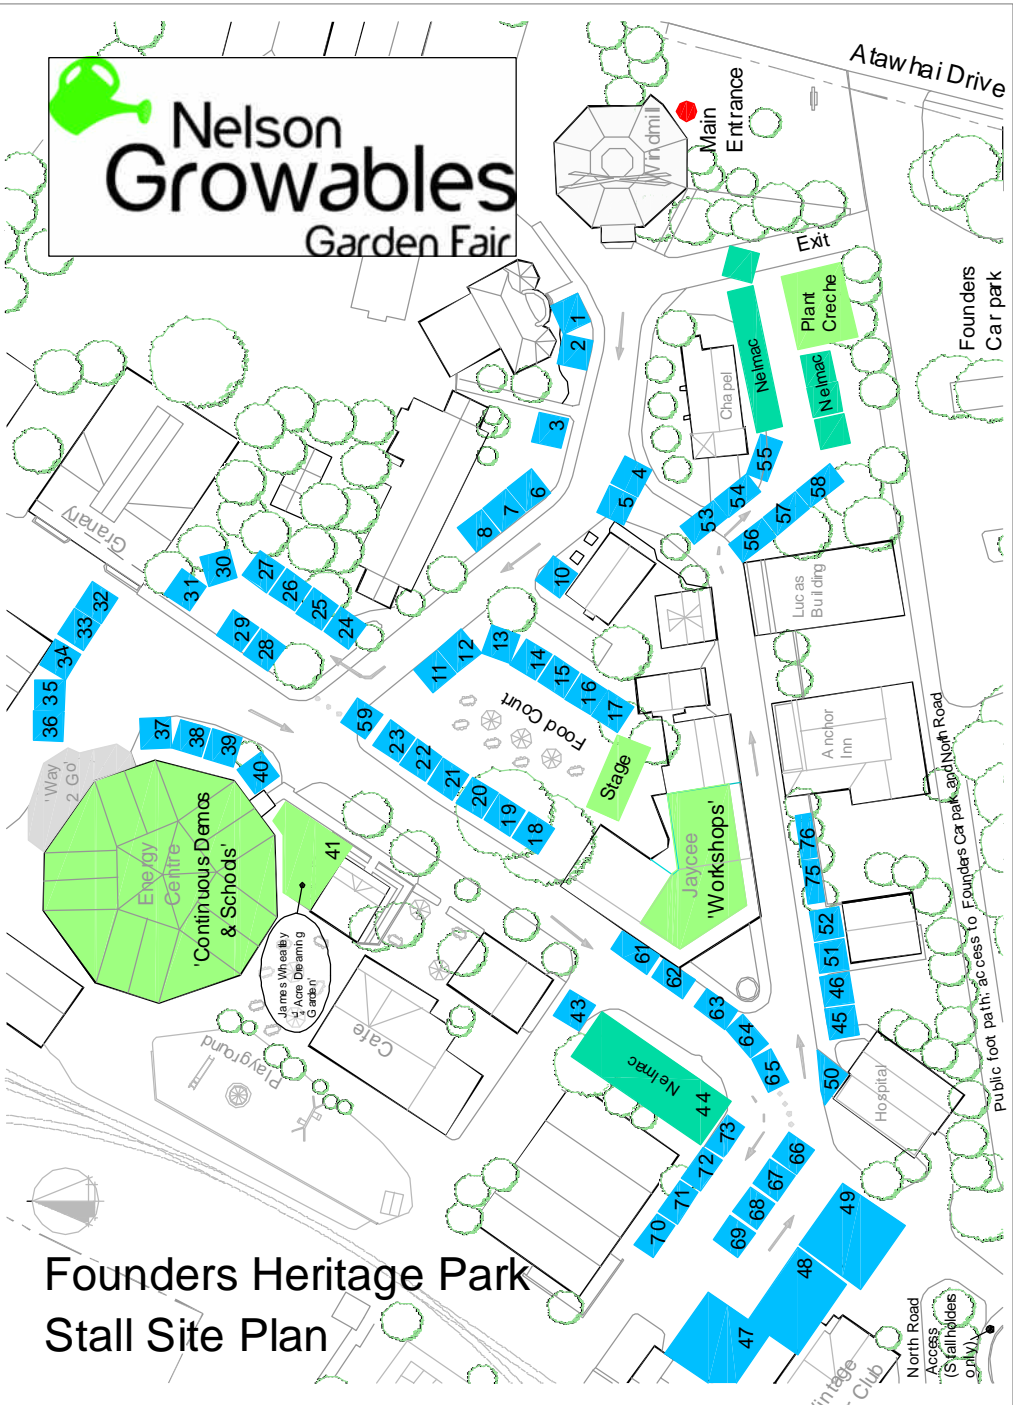 Nelson
Growables
Garden Fair
Atawhai Drive
Main
Entrance
Windmill
Exit
Plant
Creche
Founders
Car park
Nelmac
Nelmac
Chapel
1
2
3
4
5
6
7
8
10
53
54
55
56
57
58
Granary
30
31
27
26
25
24
29
28
32
33
34
35
36
37
38
39
40
11
12
13
14
15
16
17
Food Court
Stage
59
23
22
21
20
19
18
Lucas
Building
Anchor
Inn
'Way
2 Go'
Energy
Centre
'Continuous Demos
& Schools'
41
James Wheatley
Acre Dreaming
Garden'
Jaycee
'Workshops'
Cafe
Playground
61
62
63
64
65
43
Nelmac
44
76
75
52
51
46
45
50
Hospital
Public foot path; access to Founders Car park and North Road
73
72
71
70
66
67
68
69
49
48
47
Founders Heritage Park
Stall Site Plan
North Road
Access
(Stallholders
only)
Club